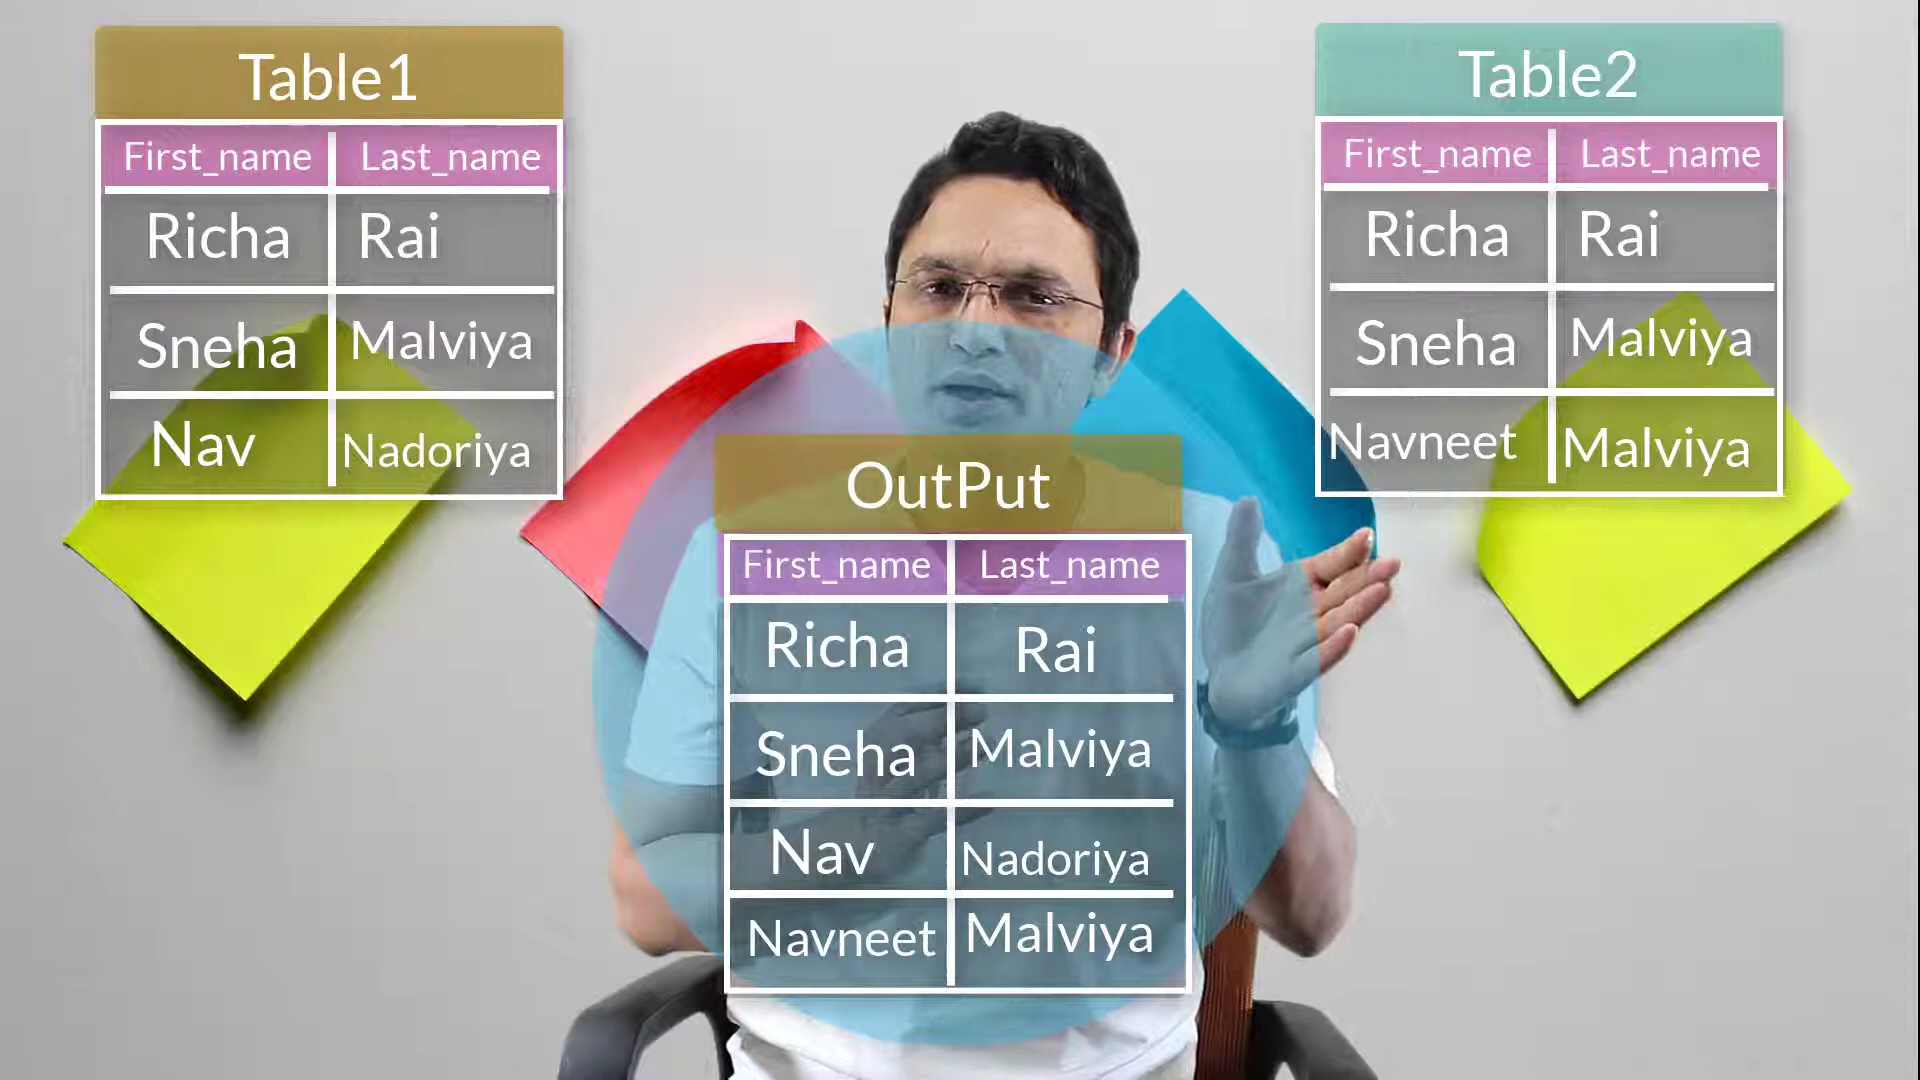 Table1
First_name Last_name
Richa Rai
Sneha Malviya
Nav Nadoriya
Table2
First_name Last_name
Richa Rai
Sneha Malviya
Navneet Malviya
OutPut
First_name Last_name
Richa Rai
Sneha Malviya
Nav Nadoriya
Navneet Malviya